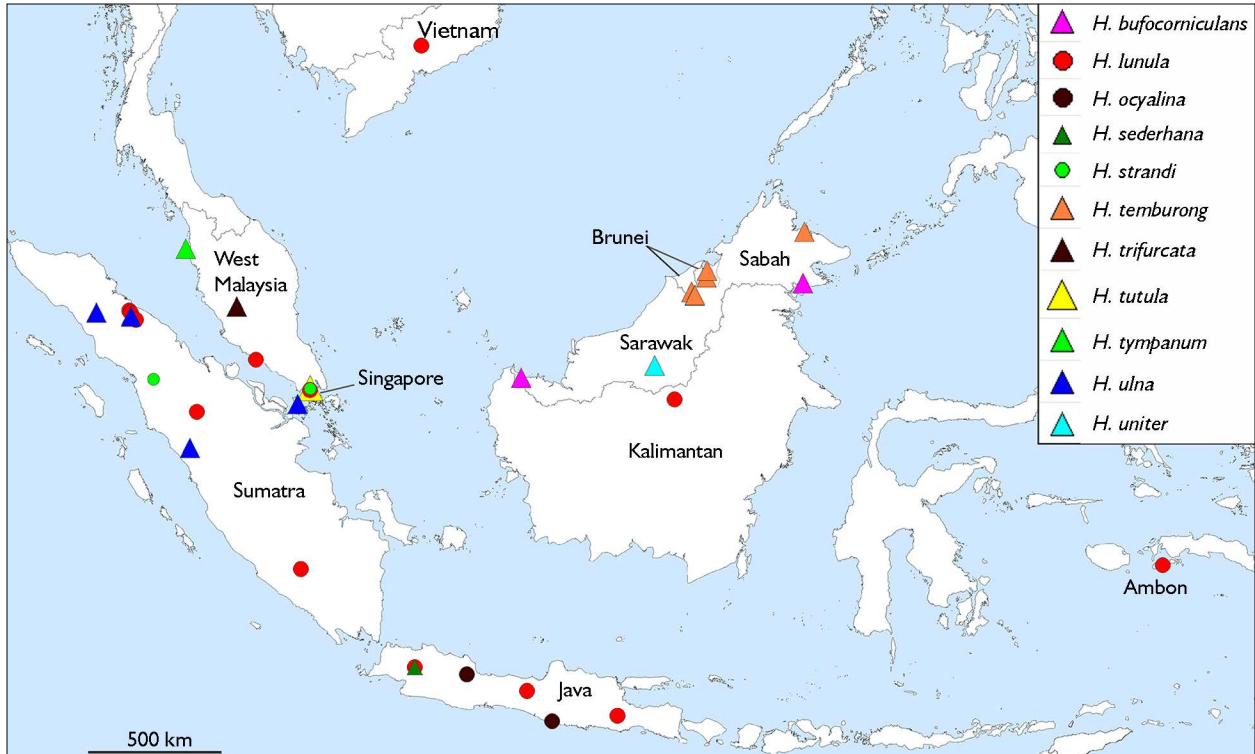 Vietnam
H. bufocorniculans
H. lunula
H. ocyalina
H. sederhana
H. strandi
H. temburong
H. trifurcata
H. tutula
H. tympanum
H. ulna
H. uniter
Brunei
Sabah
West
Malaysia
Sarawak
Singapore
Kalimantan
Sumatra
Ambon
Java
500 km